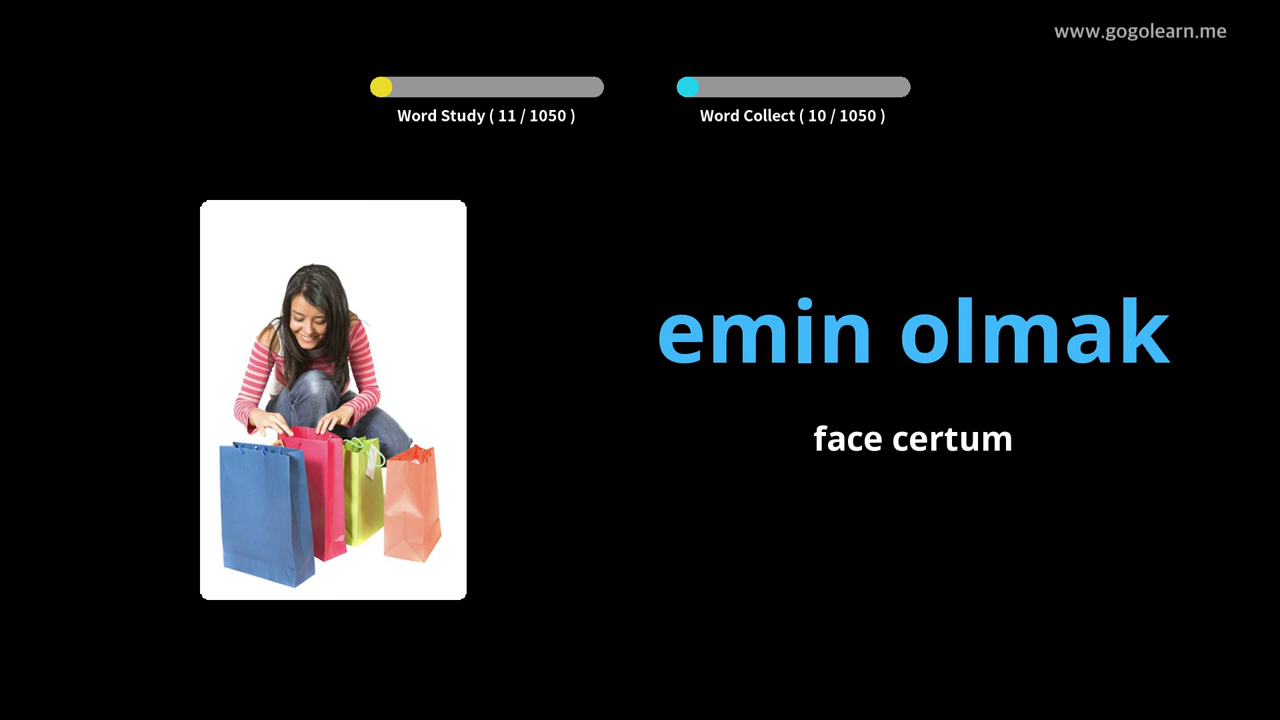 www.gogolearn.me
Word Study ( 11 / 1050 )
Word Collect ( 10 / 1050 )
emin olmak
face certum